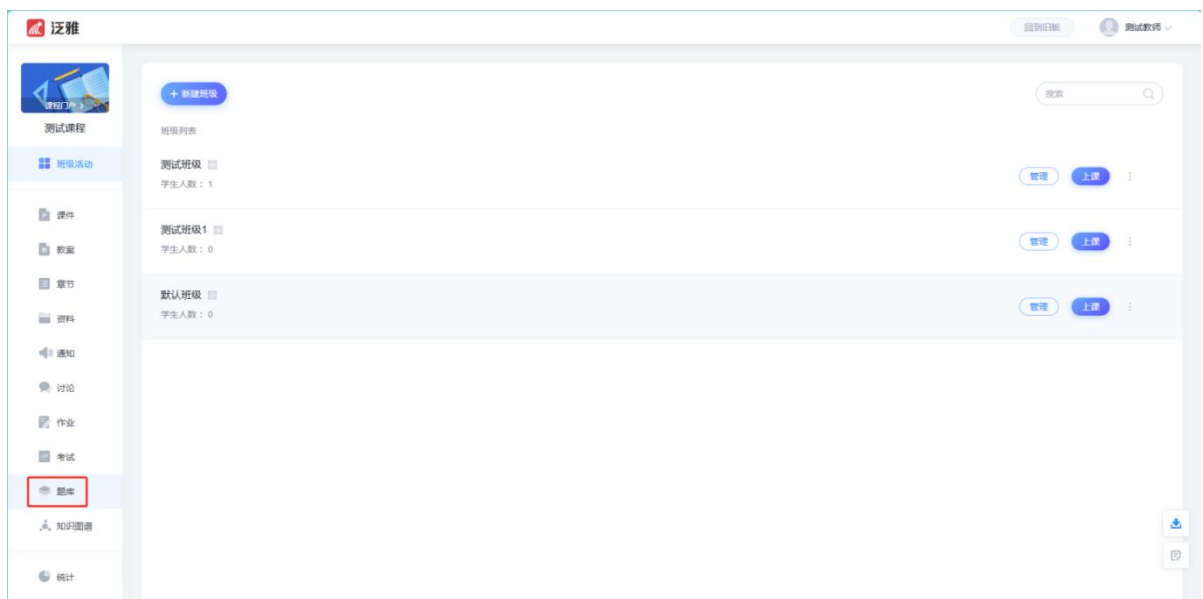 泛雅
回到旧版
测试教师
课程门户
测试课程
班级活动
课件
教案
章节
资料
通知
讨论
作业
考试
题库
知识图谱
统计
+ 新建班级
搜索
班级列表
测试班级
学生人数：1
管理 上课
测试班级1
学生人数：0
管理 上课
默认班级
学生人数：0
管理 上课